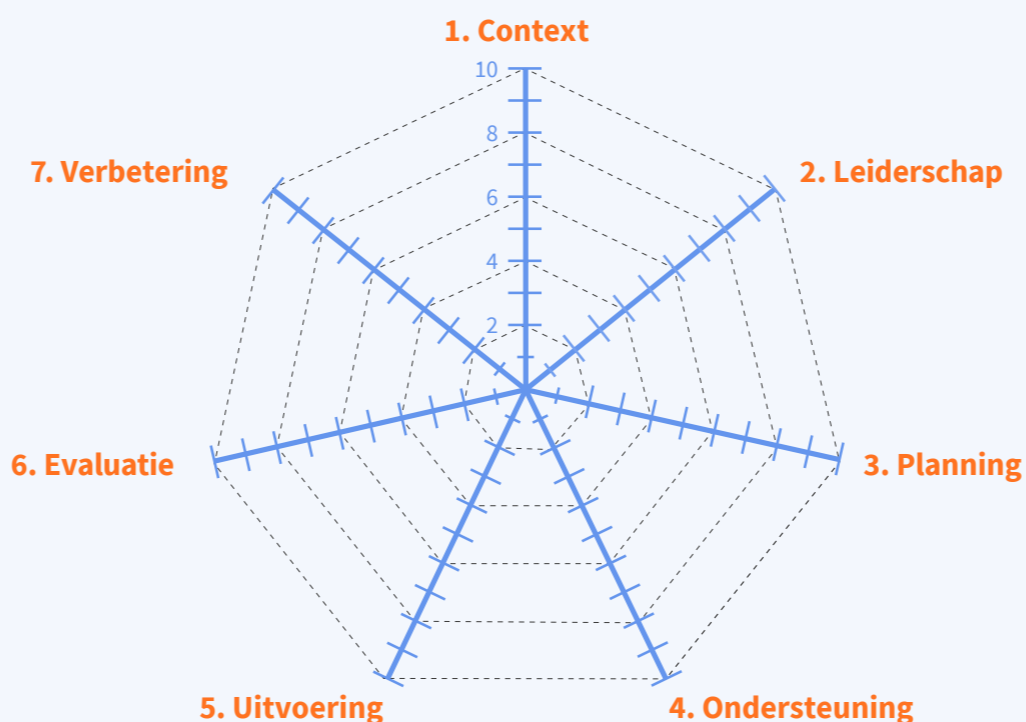 1. Context
10
8
6
4
2
2. Leiderschap
3. Planning
4. Ondersteuning
5. Uitvoering
6. Evaluatie
7. Verbetering